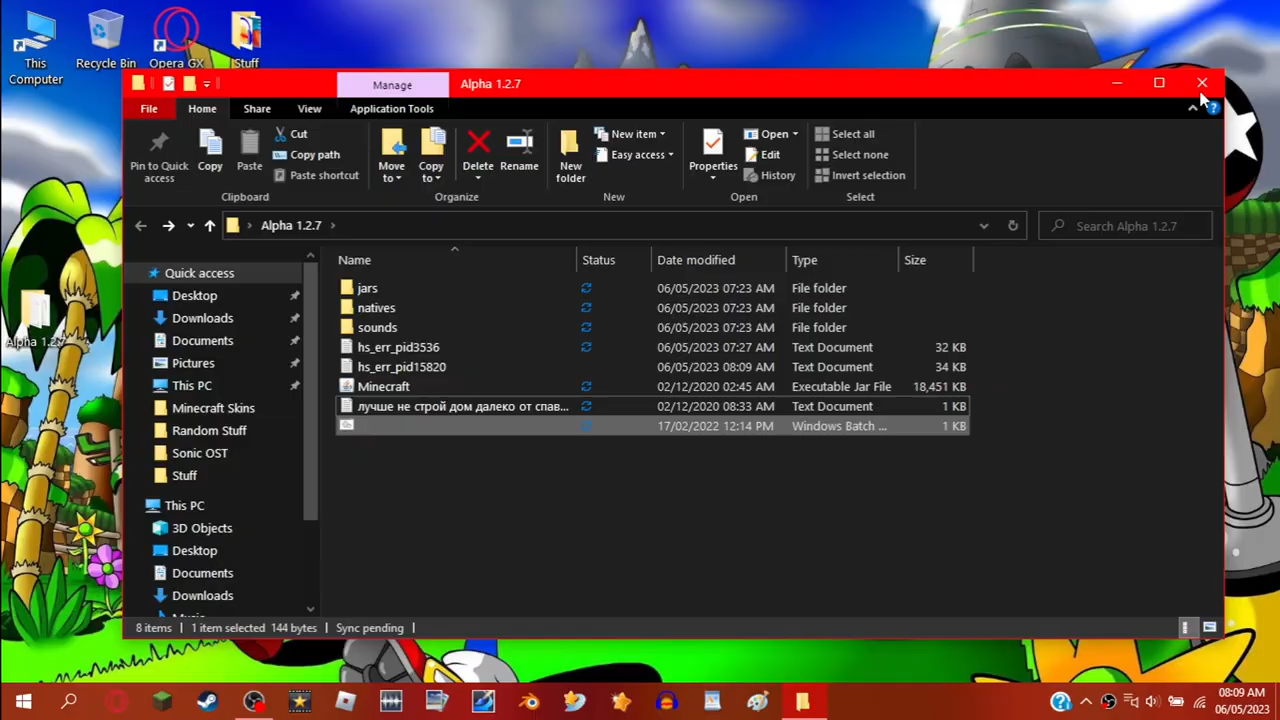 This Computer
Recycle Bin
Opera GX
Stuff
Alpha 1.2.7
Manage
Alpha 1.2.7
File
Home
Share
View
Application Tools
Pin to Quick access
Copy
Paste
Cut
Copy path
Paste shortcut
Clipboard
Move to
Copy to
Delete
Rename
Organize
New folder
New item
Easy access
New
Properties
Open
Edit
History
Open
Select all
Select none
Invert selection
Select
Alpha 1.2.7
Search Alpha 1.2.7
Quick access
Desktop
Downloads
Documents
Pictures
This PC
Minecraft Skins
Random Stuff
Sonic OST
Stuff
This PC
3D Objects
Desktop
Documents
Downloads
Name Status Date modified Type Size
jars 06/05/2023 07:23 AM File folder
natives 06/05/2023 07:23 AM File folder
sounds 06/05/2023 07:23 AM File folder
hs_err_pid3536 06/05/2023 07:27 AM Text Document 32 KB
hs_err_pid15820 06/05/2023 08:09 AM Text Document 34 KB
Minecraft 02/12/2020 02:45 AM Executable Jar File 18,451 KB
лучше не строй дом далеко от спав... 02/12/2020 08:33 AM Text Document 1 KB
17/02/2022 12:14 PM Windows Batch ... 1 KB
8 items 1 item selected 144 bytes Sync pending
08:09 AM
06/05/2023